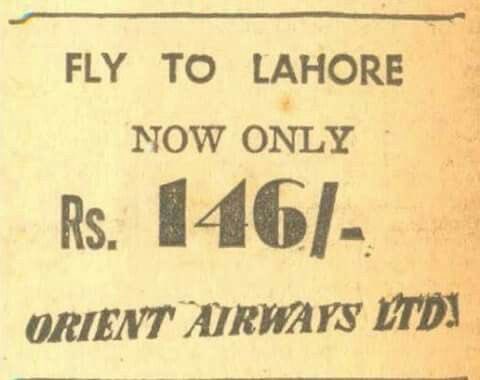 FLY TO LAHORE
NOW ONLY
Rs. 146/-
ORIENT AIRWAYS LTD.